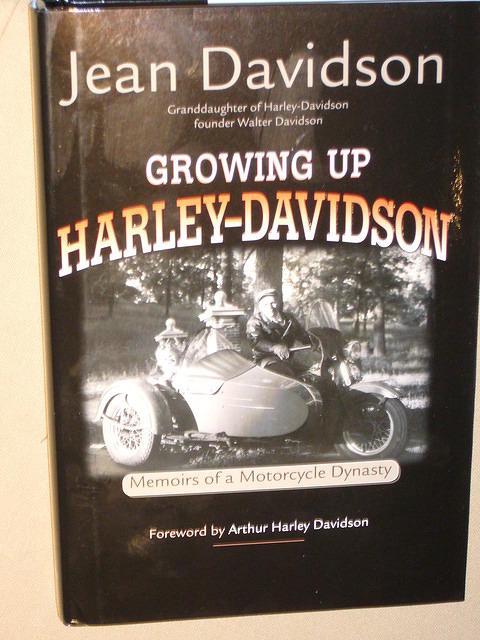 Jean Davidson
Granddaughter of Harley-Davidson
founder Walter Davidson
GROWING UP
HARLEY-DAVIDSON
Memoirs of a Motorcycle Dynasty
Foreword by Arthur Harley Davidson